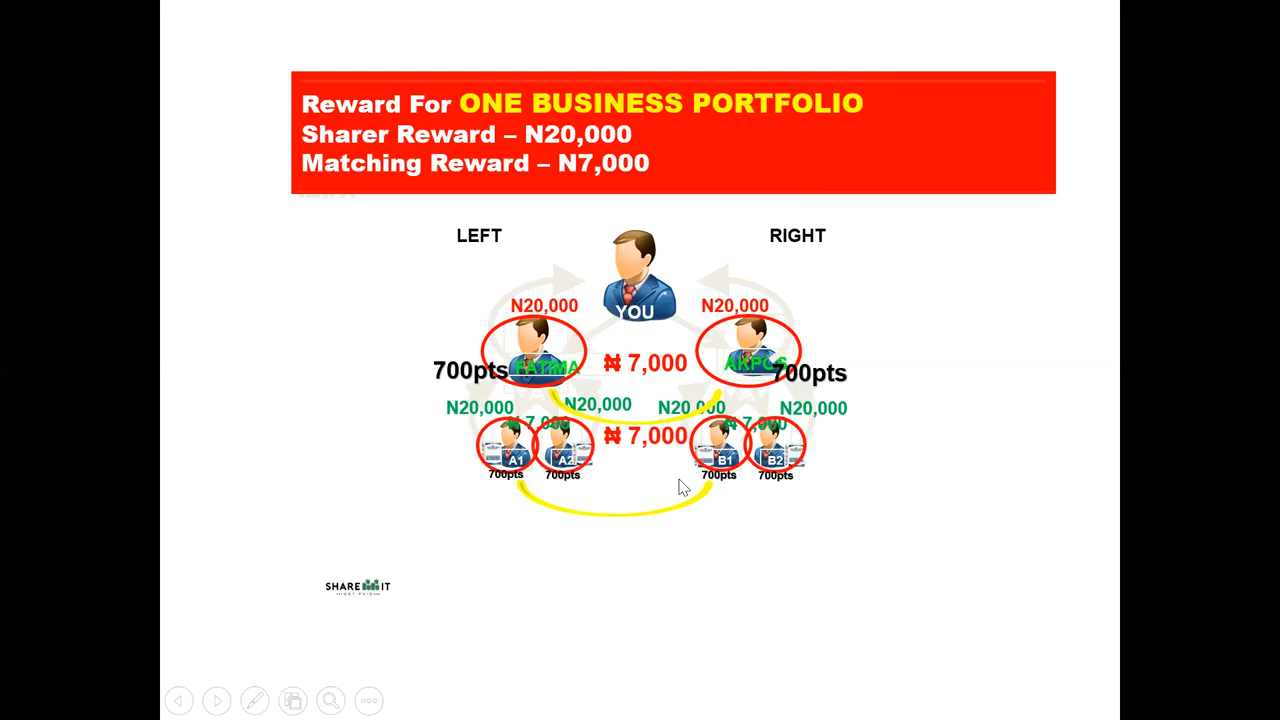 Reward For ONE BUSINESS PORTFOLIO
Sharer Reward – N20,000
Matching Reward – N7,000
LEFT
RIGHT
N20,000
N20,000
YOU
700pts
FATIMA
₦ 7,000
AKPOS
700pts
N20,000
N20,000
N20,000
N20,000
₦ 7,000
₦ 7,000
₦ 7,000
A1
A2
B1
B2
700pts
700pts
700pts
700pts
SHARE IT